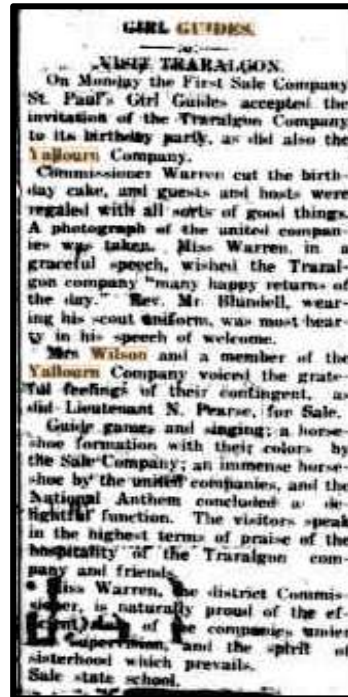 GIRL GUIDES.
VISIT TRARALGON.
On Monday the First Sale Company
St. Paul's Girl Guides accepted the
invitation of the Traralgon Company
to its birthday party, as did also the
Yallourn Company.
Commissioner Warren cut the birth-
day cake, and guests and hosts were
regaled with all sorts of good things.
A photograph of the united compan-
ies was taken. Miss Warren, in a
graceful speech, wished the Traral-
gon company "many happy returns of
the day." Rev. Mr. Blundell, wear-
ing his scout uniform, was most hear-
ty in his speech of welcome.
Mrs Wilson and a member of the
Yallourn Company voiced the grate-
ful feelings of their contingent, as
did Lieutenant N. Pearse, for Sale.
Guide games and singing; a horse-
shoe formation with their colors by
the Sale Company; an immense horse-
shoe by the united companies, and the
National Anthem concluded a de-
lightful function. The visitors speak
in the highest terms of praise of the
hospitality of the Traralgon com-
pany and friends.
Miss Warren, the district Commis-
sioner, is naturally proud of the ef-
of the companies under
supervision, and the spirit of
sisterhood which prevails.
Sale state school.